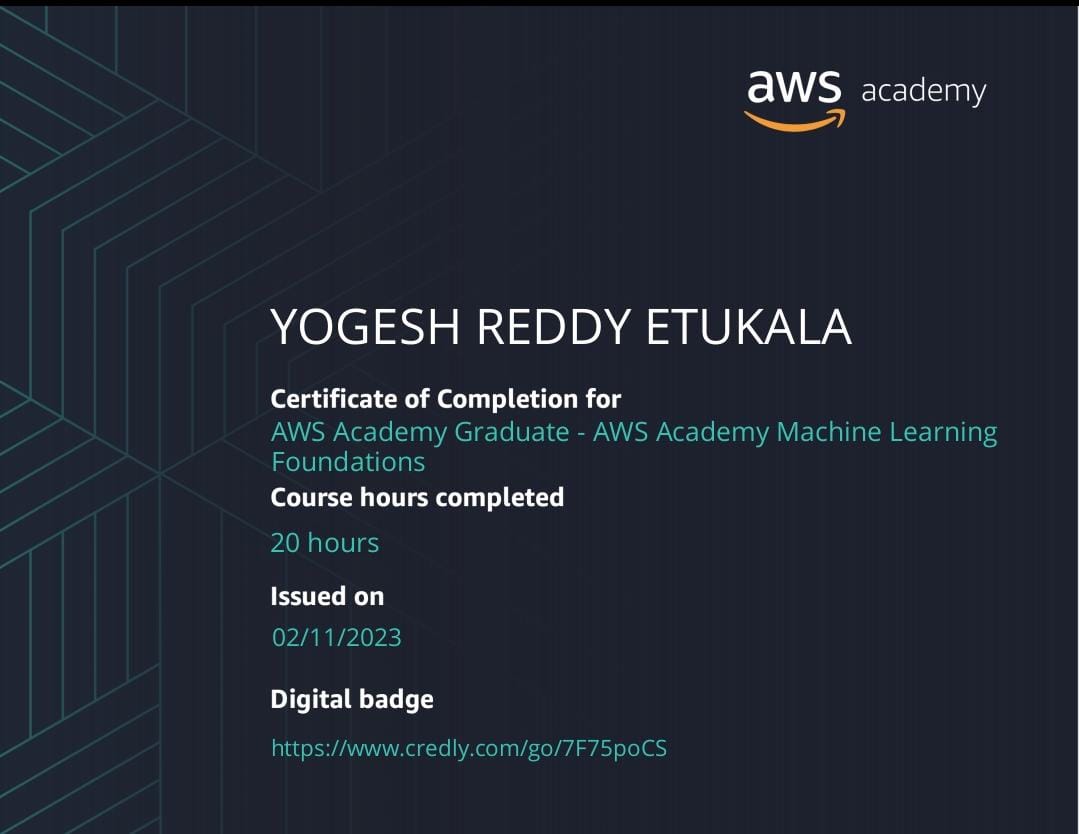 aws academy
YOGESH REDDY ETUKALA
Certificate of Completion for
AWS Academy Graduate - AWS Academy Machine Learning
Foundations
Course hours completed
20 hours
Issued on
02/11/2023
Digital badge
https://www.credly.com/go/7F75poCS